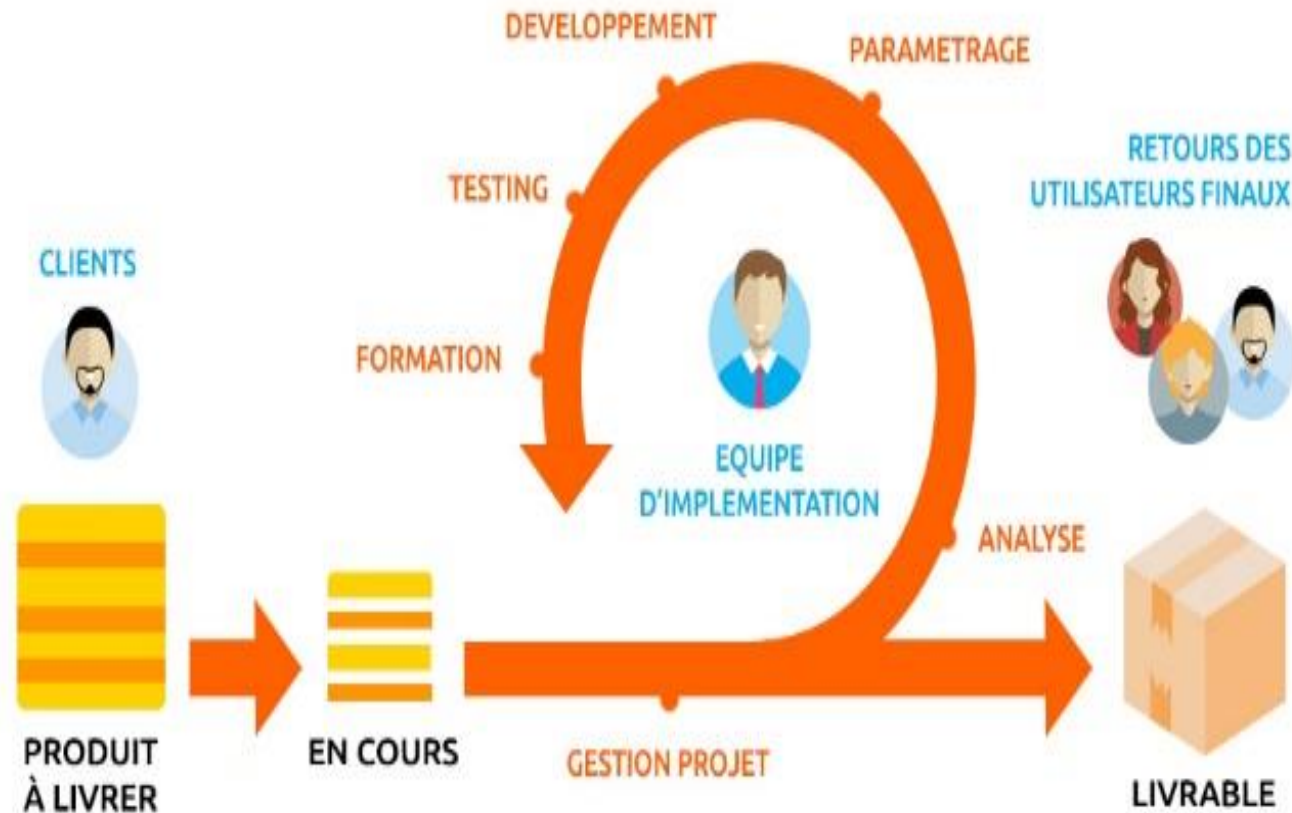 DEVELOPPEMENT
PARAMETRAGE
RETOURS DES
UTILISATEURS FINAUX
TESTING
CLIENTS
FORMATION
EQUIPE
D'IMPLEMENTATION
ANALYSE
PRODUIT
À LIVRER
EN COURS
GESTION PROJET
LIVRABLE